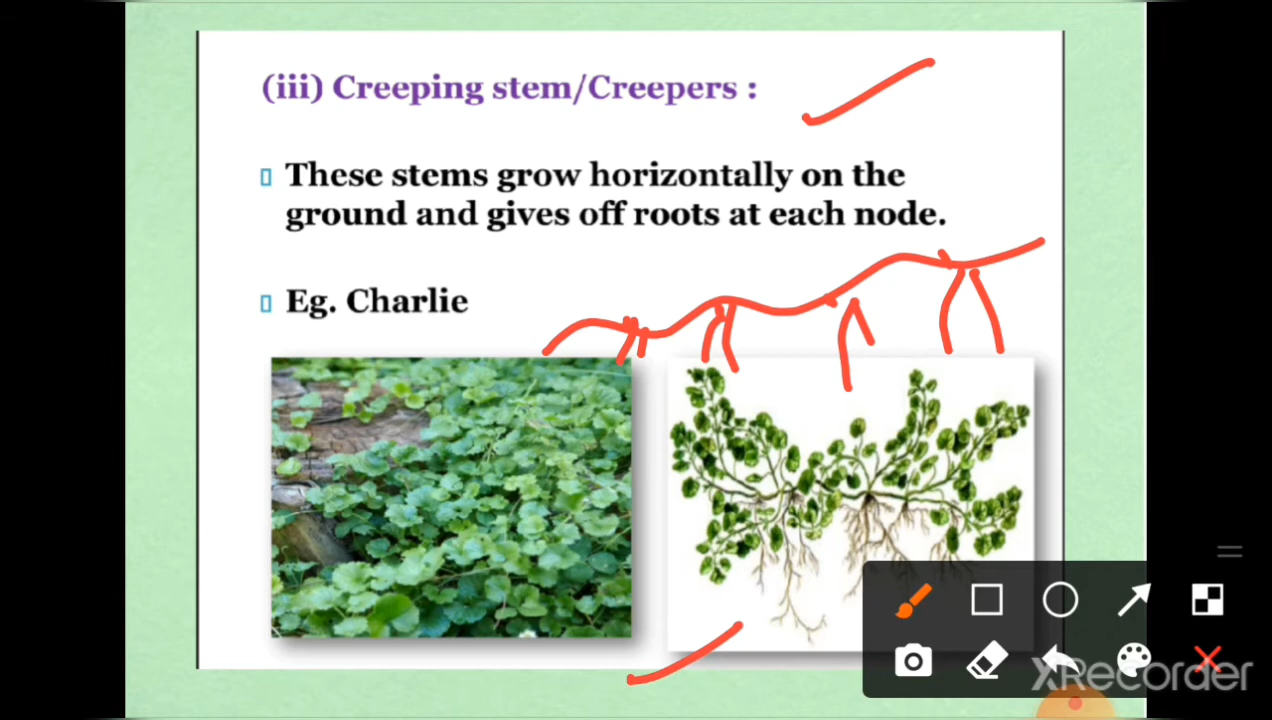 (iii) Creeping stem/Creepers :
These stems grow horizontally on the
ground and gives off roots at each node.
Eg. Charlie
XRecorder